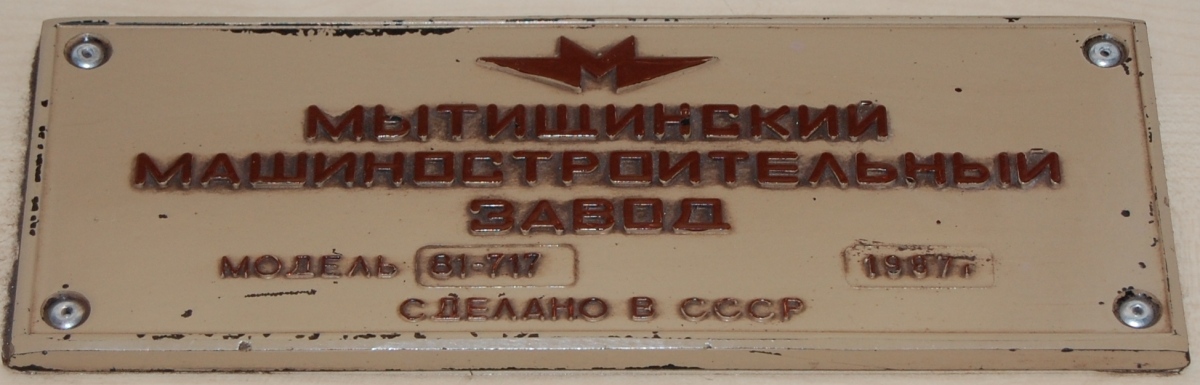 МЫТИЩИНСКИЙ
МАШИНОСТРОИТЕЛЬНЫЙ
ЗАВОД
МОДЕЛЬ 81-717 1987г
СДЕЛАНО В СССР